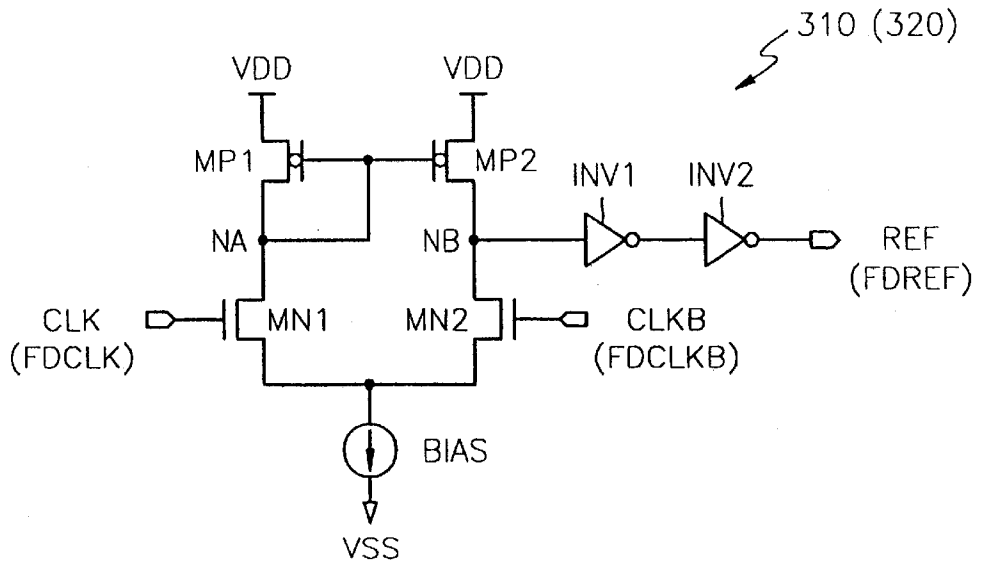 310 (320)
VDD
VDD
MP1
MP2
INV1
INV2
NA
NB
REF
(FDREF)
CLK
(FDCLK)
MN1
MN2
CLKB
(FDCLKB)
BIAS
VSS